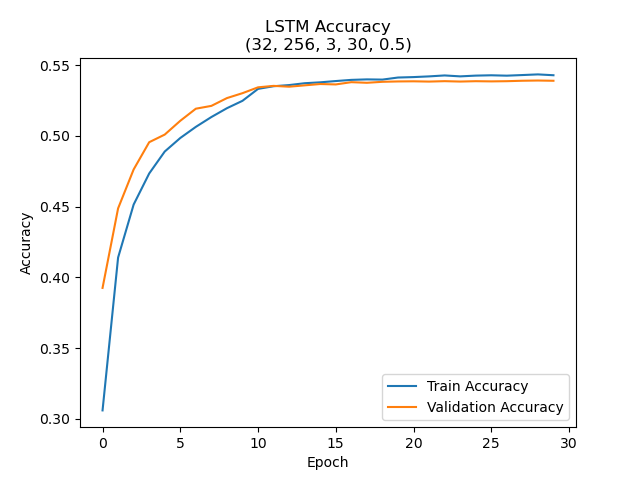 LSTM Accuracy
(32, 256, 3, 30, 0.5)
0.55
0.50
0.45
0.40
0.35
0.30
Accuracy
Train Accuracy
Validation Accuracy
0 5 10 15 20 25 30
Epoch